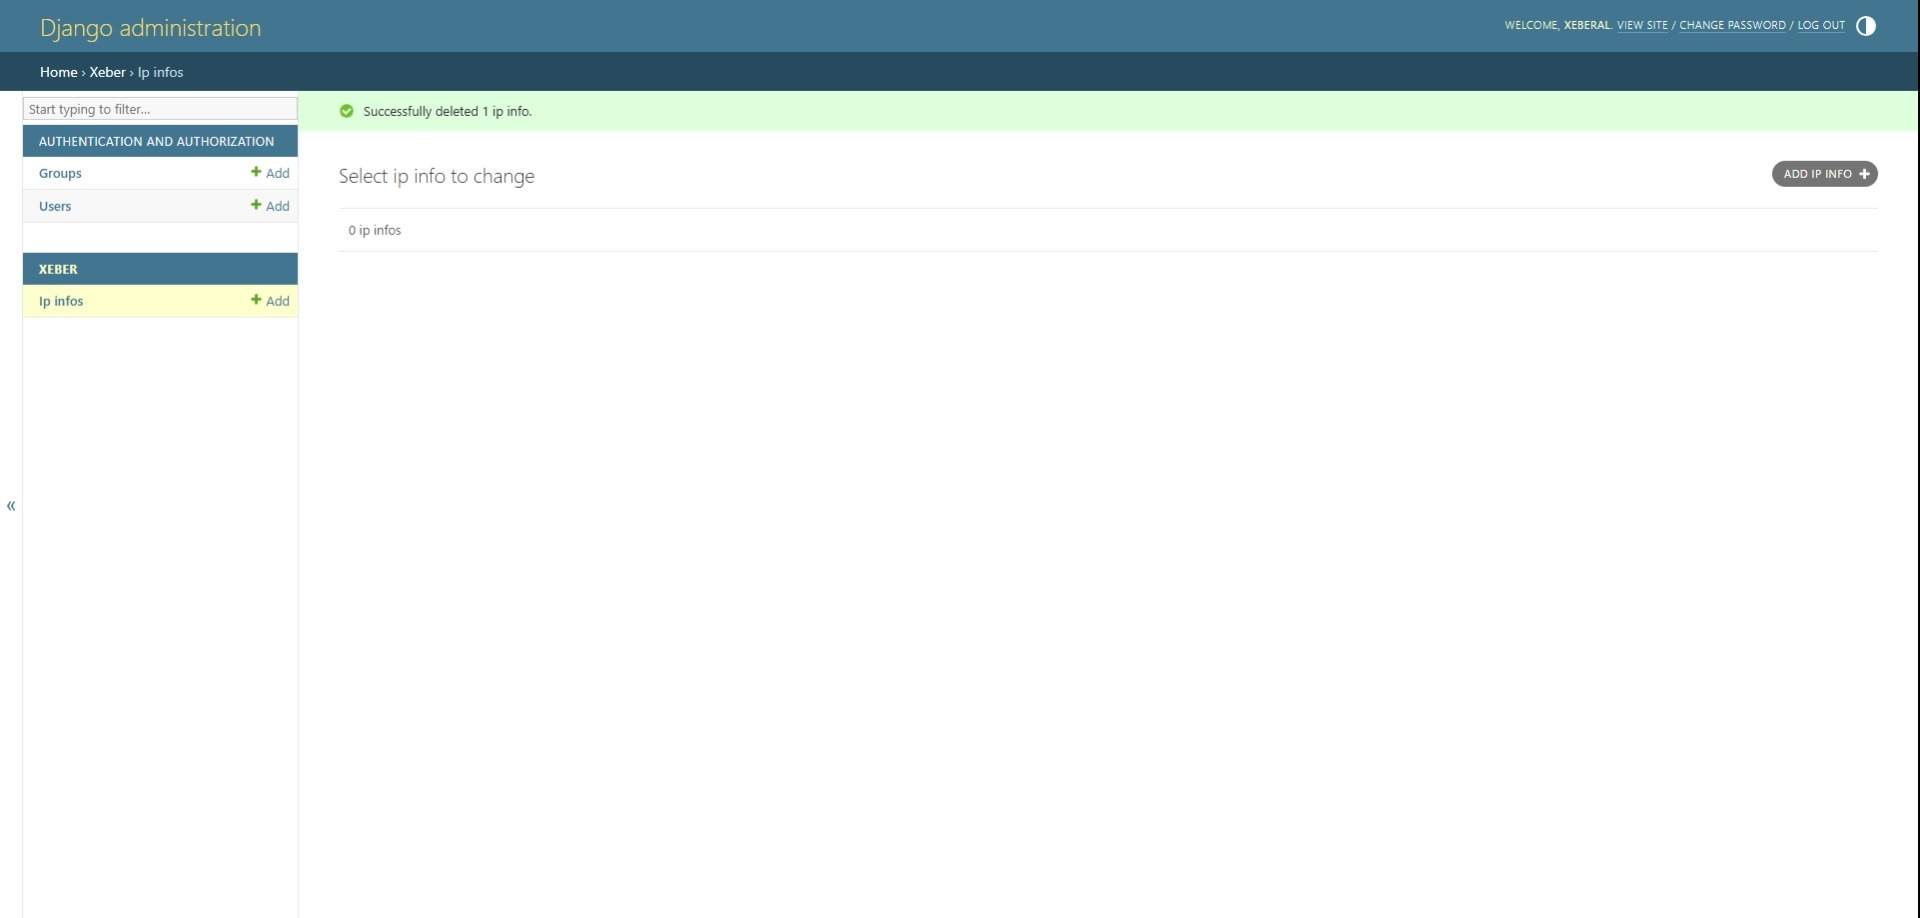 Django administration
WELCOME, XEBERAL. VIEW SITE / CHANGE PASSWORD / LOG OUT
Home › Xeber › Ip infos
Start typing to filter...
AUTHENTICATION AND AUTHORIZATION
Groups + Add
Users + Add
XEBER
Ip infos + Add
«
Successfully deleted 1 ip info.
Select ip info to change
ADD IP INFO +
0 ip infos